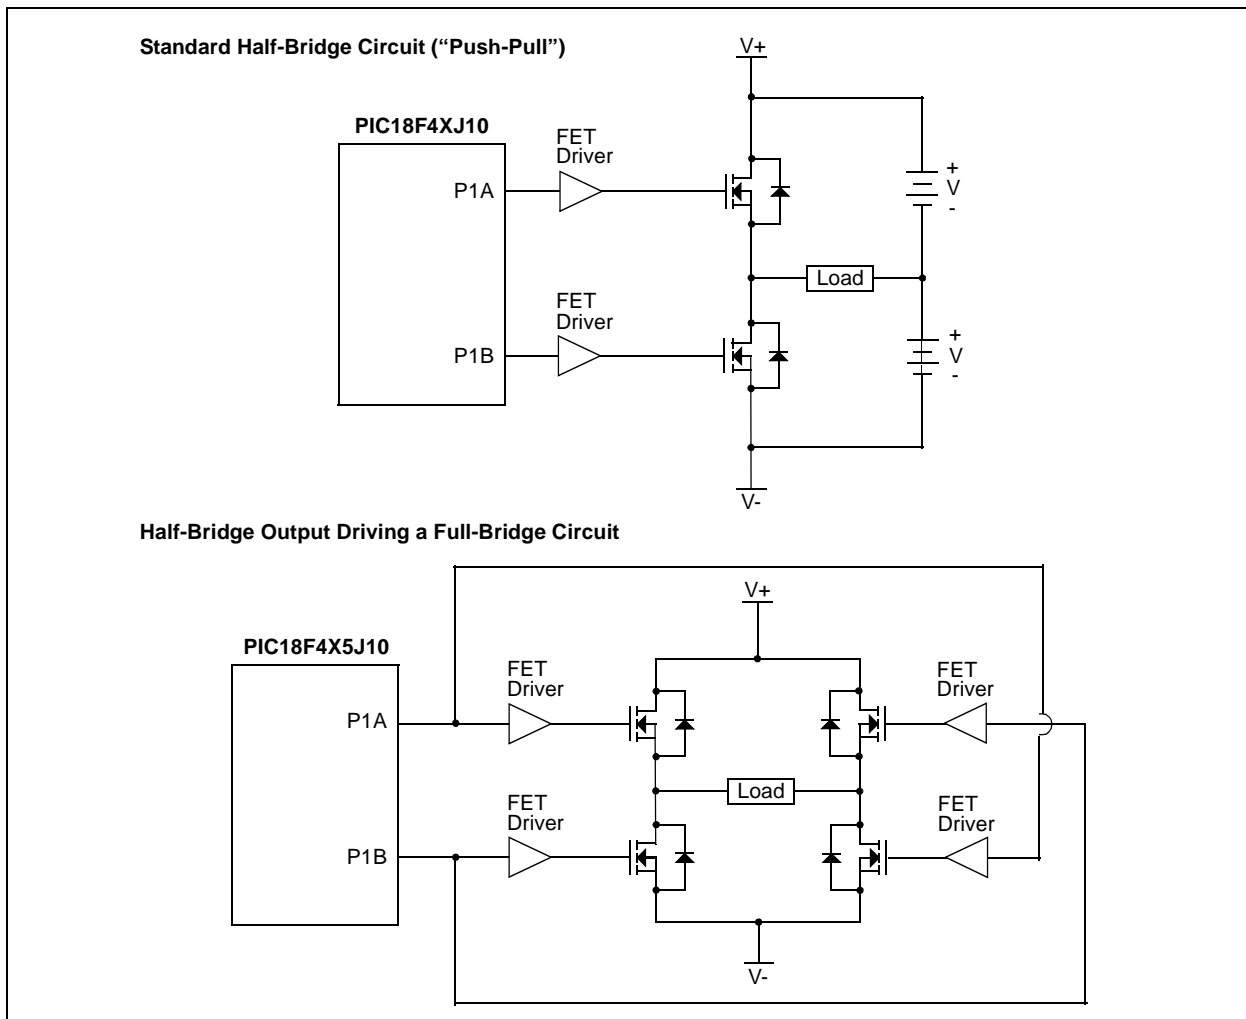 Standard Half-Bridge Circuit (“Push-Pull”)
V+
PIC18F4XJ10
FET
Driver
P1A
+
V
-
Load
FET
Driver
P1B
+
V
-
V-
Half-Bridge Output Driving a Full-Bridge Circuit
V+
PIC18F4X5J10
FET
Driver
FET
Driver
P1A
Load
FET
Driver
FET
Driver
P1B
V-